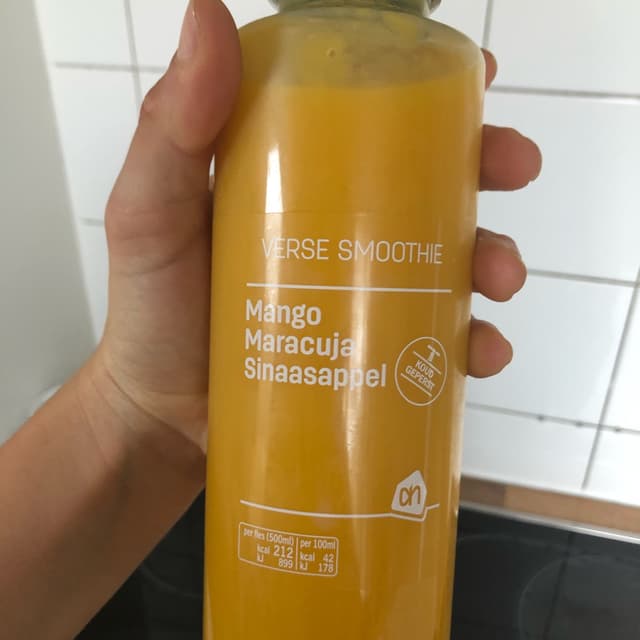 VERSE SMOOTHIE
Mango
Maracuja
Sinaasappel
KOUD
GEPERST
ah
per fles (500ml) per 100ml
kcal 212 kcal 42
kJ 899 kJ 178